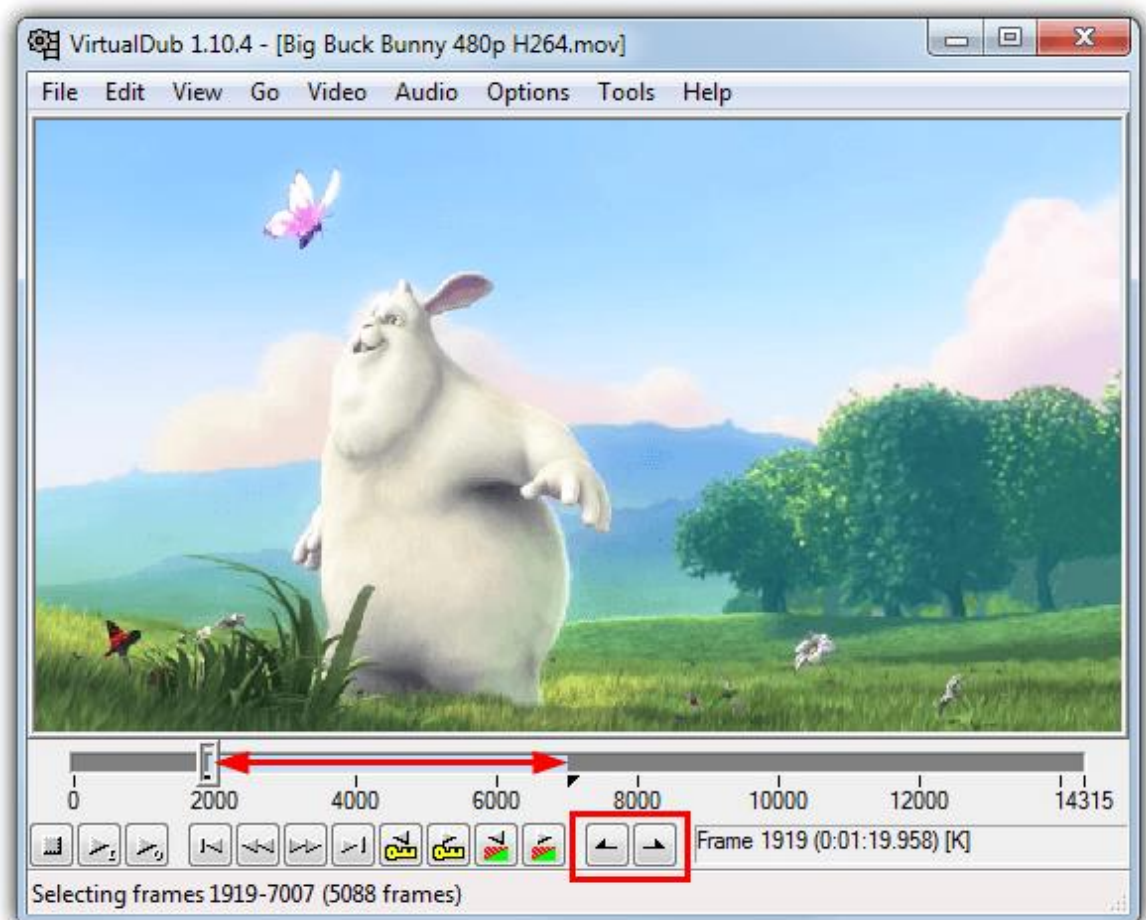 VirtualDub 1.10.4 - [Big Buck Bunny 480p H264.mov]
File Edit View Go Video Audio Options Tools Help
0 2000 4000 6000 8000 10000 12000 14315
Frame 1919 (0:01:19.958) [K]
Selecting frames 1919-7007 (5088 frames)